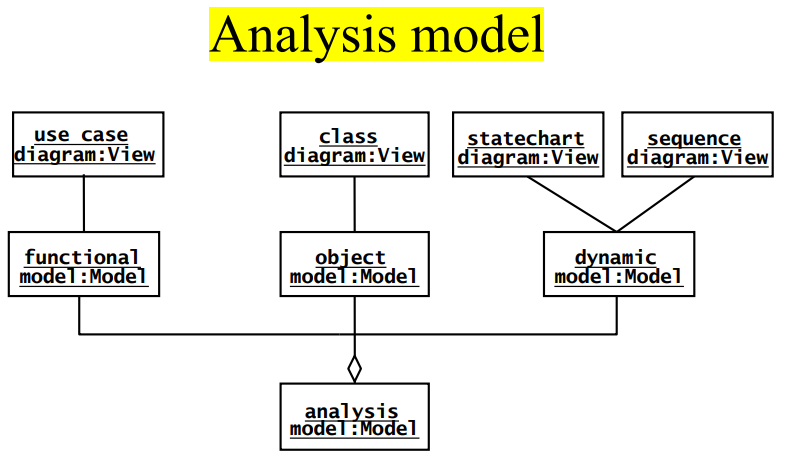 Analysis model
use case
diagram:View
class
diagram:View
statechart
diagram:View
sequence
diagram:View
functional
model:Model
object
model:Model
dynamic
model:Model
analysis
model:Model